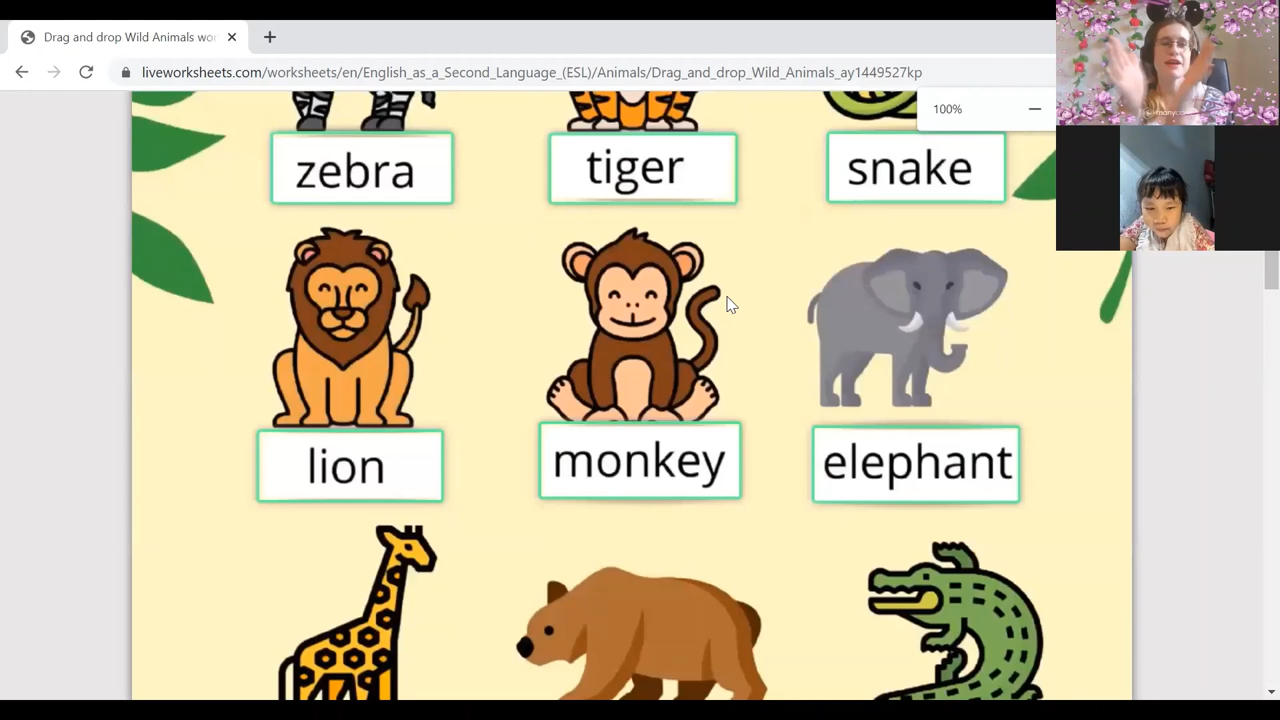 Drag and drop Wild Animals wo
liveworksheets.com/worksheets/en/English_as_a_Second_Language_(ESL)/Animals/Drag_and_drop_Wild_Animals_ay1449527kp
100%
zebra
tiger
snake
lion
monkey
elephant